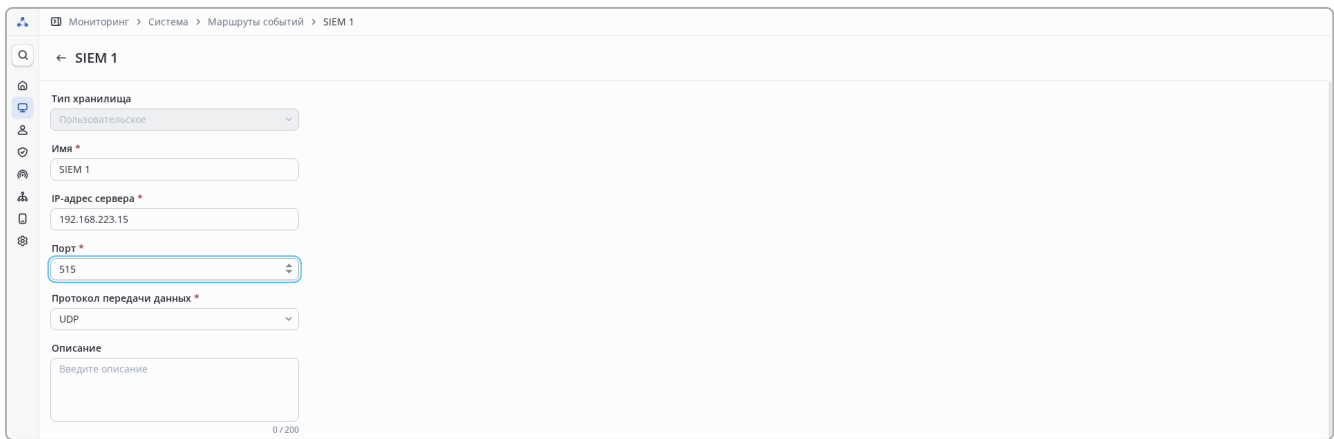 Мониторинг > Система > Маршруты событий > SIEM 1
← SIEM 1
Тип хранилища
Пользовательское
Имя *
SIEM 1
IP-адрес сервера *
192.168.223.15
Порт *
515
Протокол передачи данных *
UDP
Описание
Введите описание
0 / 200